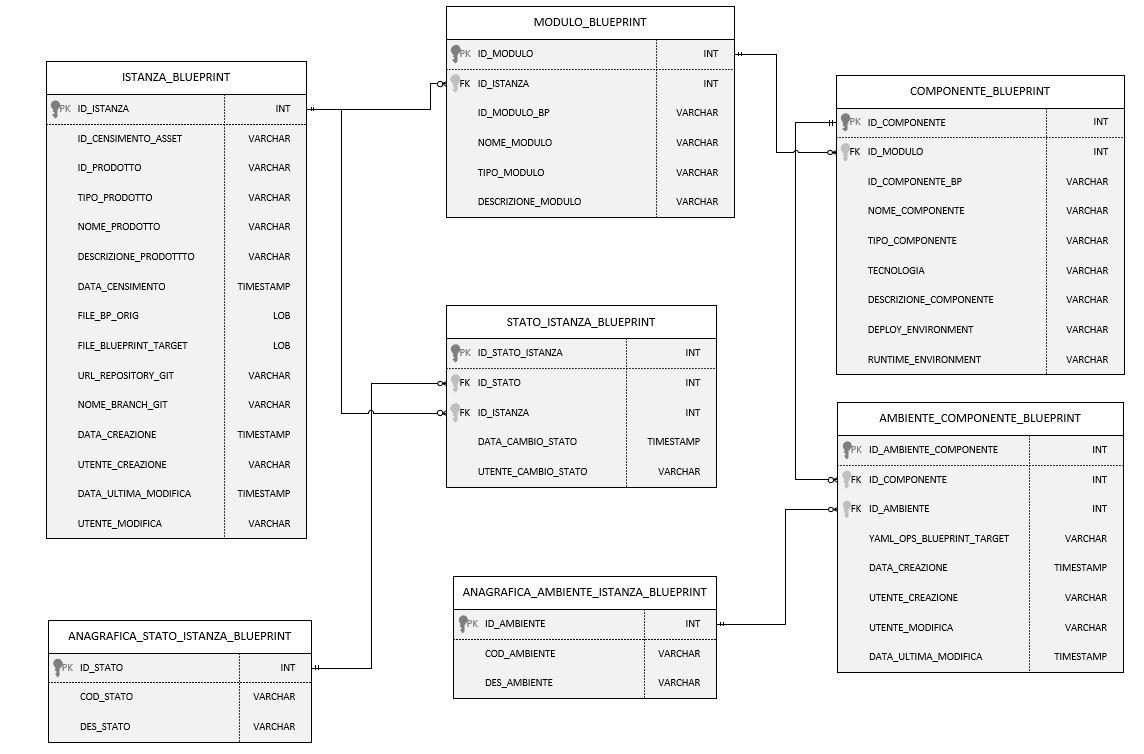 MODULO_BLUEPRINT
PK ID_MODULO INT
FK ID_ISTANZA INT
ID_MODULO_BP VARCHAR
NOME_MODULO VARCHAR
TIPO_MODULO VARCHAR
DESCRIZIONE_MODULO VARCHAR
ISTANZA_BLUEPRINT
PK ID_ISTANZA INT
ID_CENSIMENTO_ASSET VARCHAR
ID_PRODOTTO VARCHAR
TIPO_PRODOTTO VARCHAR
NOME_PRODOTTO VARCHAR
DESCRIZIONE_PRODOTTTO VARCHAR
DATA_CENSIMENTO TIMESTAMP
FILE_BP_ORIG LOB
FILE_BLUEPRINT_TARGET LOB
URL_REPOSITORY_GIT VARCHAR
NOME_BRANCH_GIT VARCHAR
DATA_CREAZIONE TIMESTAMP
UTENTE_CREAZIONE VARCHAR
DATA_ULTIMA_MODIFICA TIMESTAMP
UTENTE_MODIFICA VARCHAR
COMPONENTE_BLUEPRINT
PK ID_COMPONENTE INT
FK ID_MODULO INT
ID_COMPONENTE_BP VARCHAR
NOME_COMPONENTE VARCHAR
TIPO_COMPONENTE VARCHAR
TECNOLOGIA VARCHAR
DESCRIZIONE_COMPONENTE VARCHAR
DEPLOY_ENVIRONMENT VARCHAR
RUNTIME_ENVIRONMENT VARCHAR
STATO_ISTANZA_BLUEPRINT
PK ID_STATO_ISTANZA INT
FK ID_STATO INT
FK ID_ISTANZA INT
DATA_CAMBIO_STATO TIMESTAMP
UTENTE_CAMBIO_STATO VARCHAR
AMBIENTE_COMPONENTE_BLUEPRINT
PK ID_AMBIENTE_COMPONENTE INT
FK ID_COMPONENTE INT
FK ID_AMBIENTE INT
YAML_OPS_BLUEPRINT_TARGET VARCHAR
DATA_CREAZIONE TIMESTAMP
UTENTE_CREAZIONE VARCHAR
UTENTE_MODIFICA VARCHAR
DATA_ULTIMA_MODIFICA TIMESTAMP
ANAGRAFICA_AMBIENTE_ISTANZA_BLUEPRINT
PK ID_AMBIENTE INT
COD_AMBIENTE VARCHAR
DES_AMBIENTE VARCHAR
ANAGRAFICA_STATO_ISTANZA_BLUEPRINT
PK ID_STATO INT
COD_STATO VARCHAR
DES_STATO VARCHAR